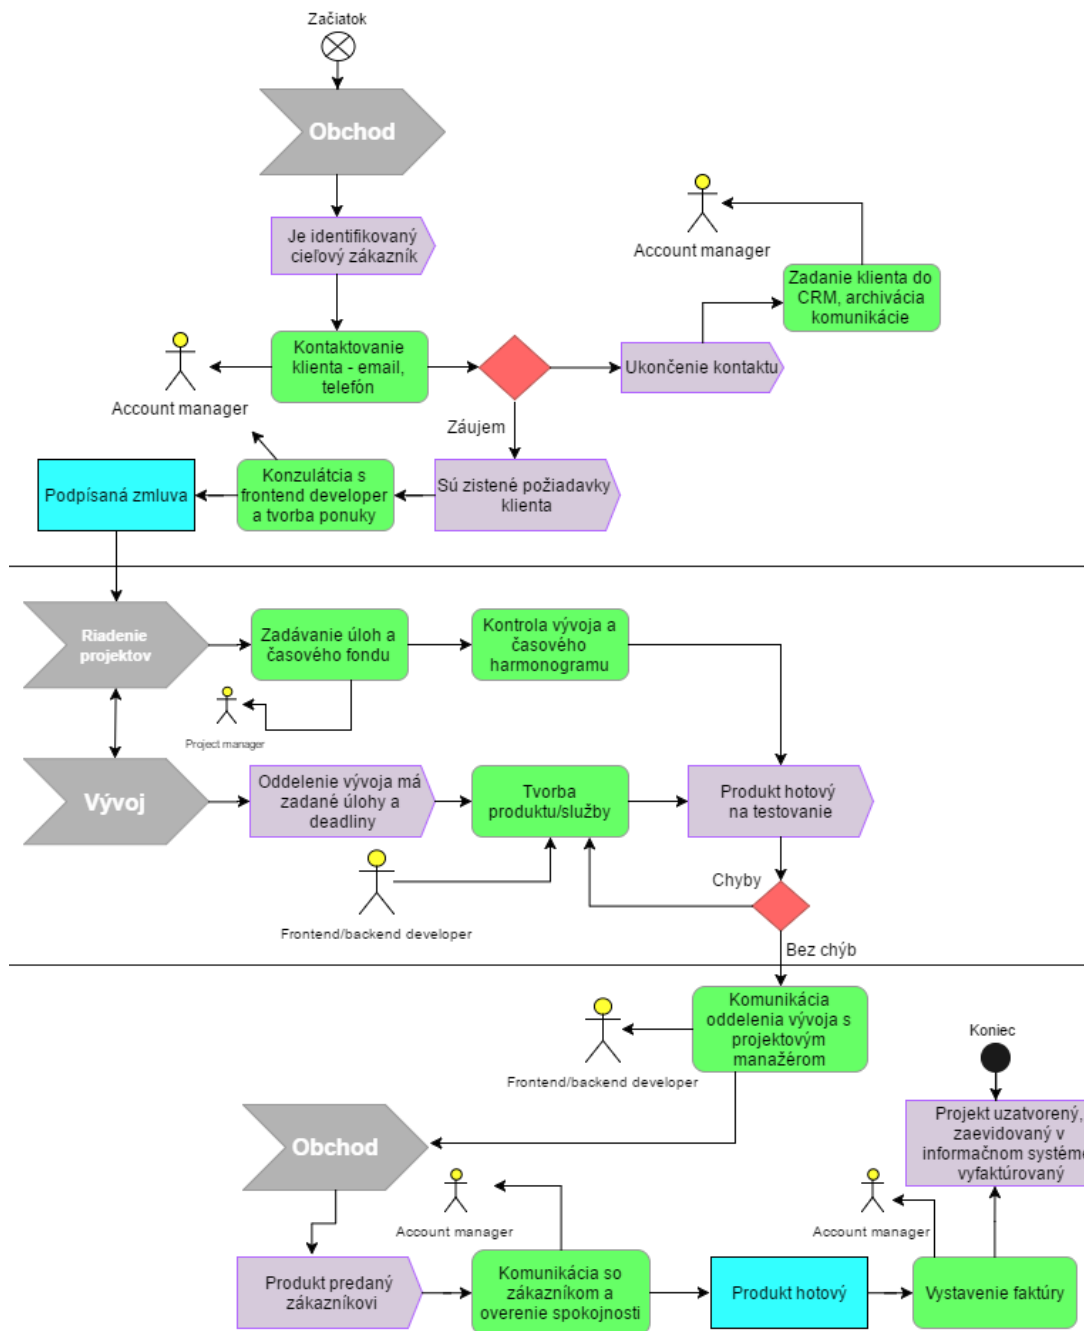 Začiatok
Obchod
Je identifikovaný
cieľový zákazník
Account manager
Zadanie klienta do
CRM, archivácia
komunikácie
Kontaktovanie
klienta - email,
telefón
Ukončenie kontaktu
Account manager
Záujem
Podpísaná zmluva
Konzulátcia s
frontend developer
a tvorba ponuky
Sú zistené požiadavky
klienta
Riadenie
projektov
Zadávanie úloh a
časového fondu
Kontrola vývoja a
časového
harmonogramu
Project manager
Vývoj
Oddelenie vývoja má
zadané úlohy a
deadliny
Tvorba
produktu/služby
Produkt hotový
na testovanie
Chyby
Frontend/backend developer
Bez chýb
Komunikácia
oddelenia vývoja s
projektovým
manažérom
Koniec
Frontend/backend developer
Obchod
Projekt uzatvorený,
zaevidovaný v
informačnom systéme
vyfaktúrovaný
Account manager
Account manager
Produkt predaný
zákazníkovi
Komunikácia so
zákazníkom a
overenie spokojnosti
Produkt hotový
Vystavenie faktúry